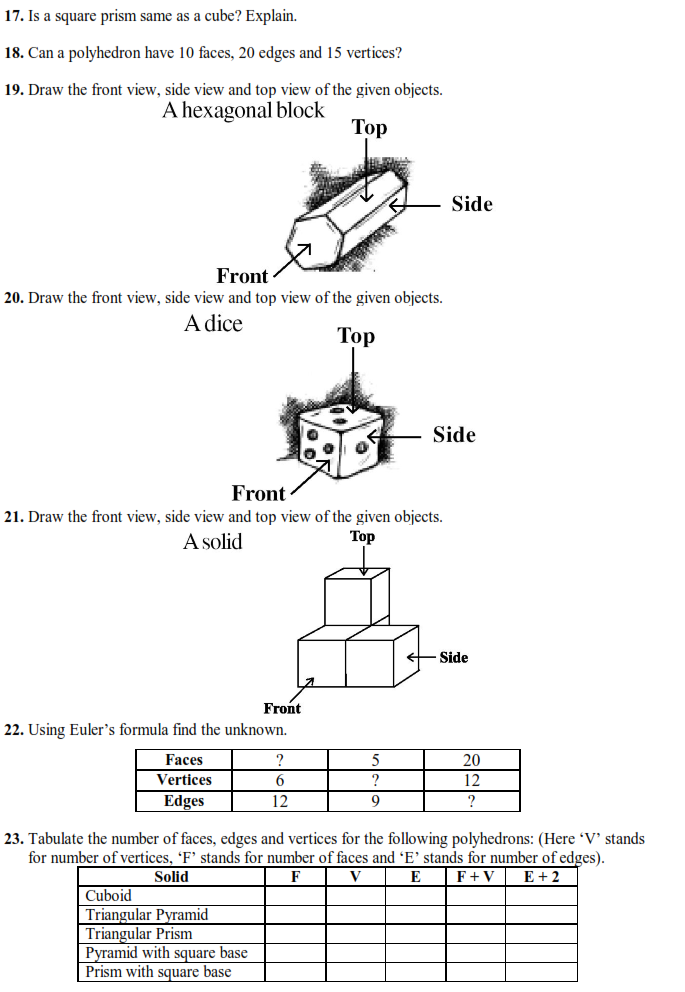 17. Is a square prism same as a cube? Explain.
18. Can a polyhedron have 10 faces, 20 edges and 15 vertices?
19. Draw the front view, side view and top view of the given objects.
A hexagonal block
Top
Side
Front
20. Draw the front view, side view and top view of the given objects.
A dice
Top
Side
Front
21. Draw the front view, side view and top view of the given objects.
A solid
Top
Side
Front
22. Using Euler's formula find the unknown.
Faces ? 5 20
Vertices 6 ? 12
Edges 12 9 ?
23. Tabulate the number of faces, edges and vertices for the following polyhedrons: (Here 'V' stands
for number of vertices, 'F' stands for number of faces and 'E' stands for number of edges).
Solid F V E F + V E + 2
Cuboid
Triangular Pyramid
Triangular Prism
Pyramid with square base
Prism with square base